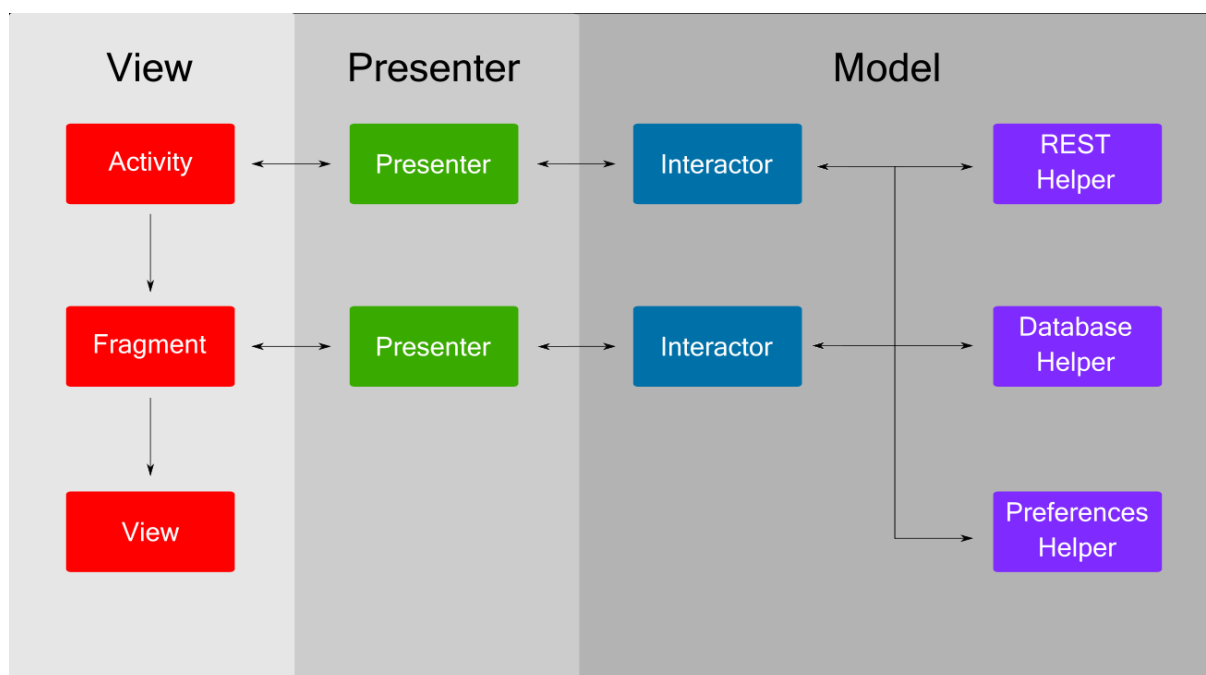 View
Presenter
Model
Activity
Presenter
Interactor
REST
Helper
Fragment
Presenter
Interactor
Database
Helper
View
Preferences
Helper